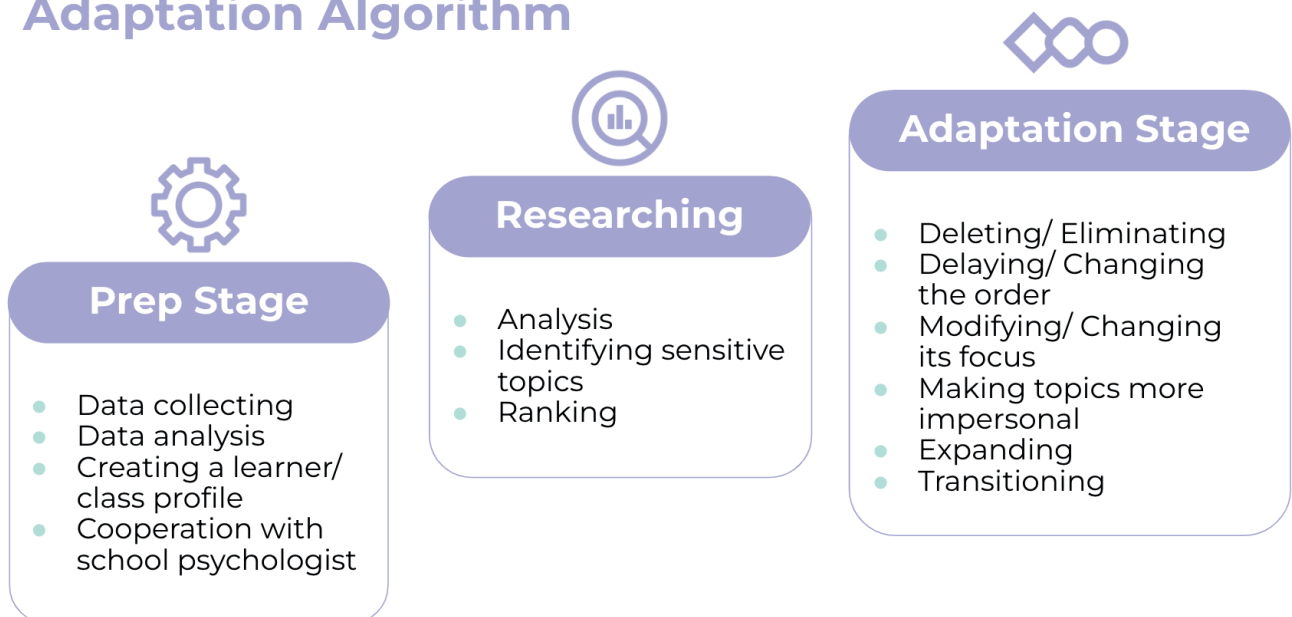 Adaptation Algorithm
Prep Stage
Data collecting
Data analysis
Creating a learner/
class profile
Cooperation with
school psychologist
Researching
Analysis
Identifying sensitive
topics
Ranking
Adaptation Stage
Deleting/ Eliminating
Delaying/ Changing
the order
Modifying/ Changing
its focus
Making topics more
impersonal
Expanding
Transitioning